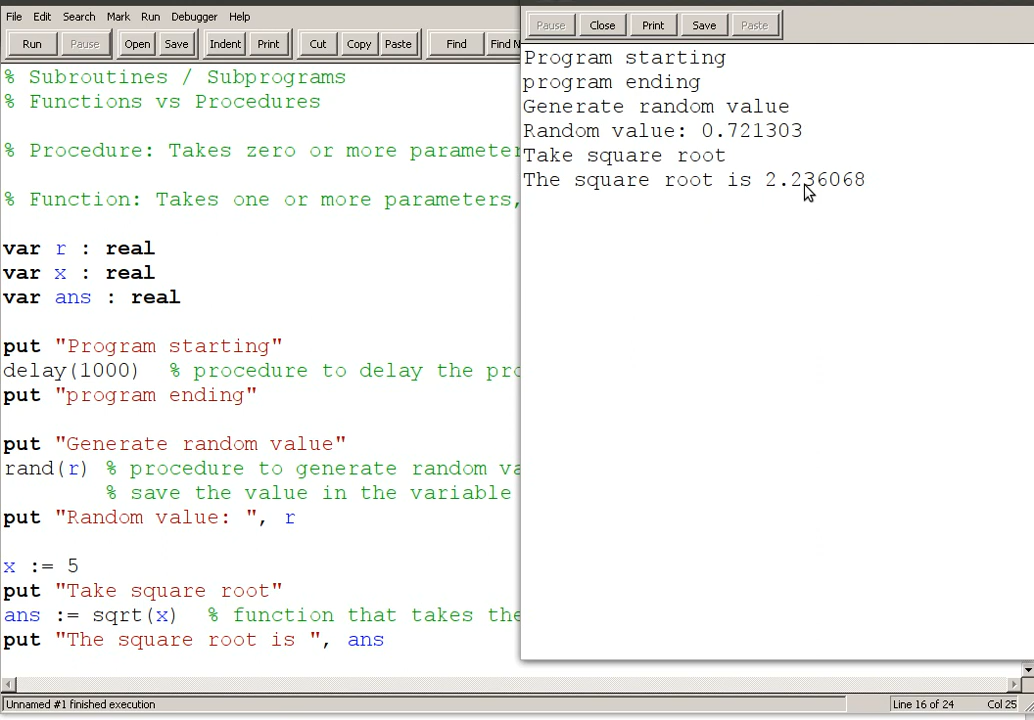 File Edit Search Mark Run Debugger Help
Run Pause Open Save Indent Print Cut Copy Paste Find Find N
% Subroutines / Subprograms
% Functions vs Procedures
% Procedure: Takes zero or more parameter
% Function: Takes one or more parameters,
var r : real
var x : real
var ans : real
put "Program starting"
delay(1000) % procedure to delay the pro
put "program ending"
put "Generate random value"
rand(r) % procedure to generate random va
% save the value in the variable
put "Random value: ", r
x := 5
put "Take square root"
ans := sqrt(x) % function that takes the
put "The square root is ", ans
Unnamed #1 finished execution
Line 16 of 24 Col 25
Pause Close Print Save Paste
Program starting
program ending
Generate random value
Random value: 0.721303
Take square root
The square root is 2.236068